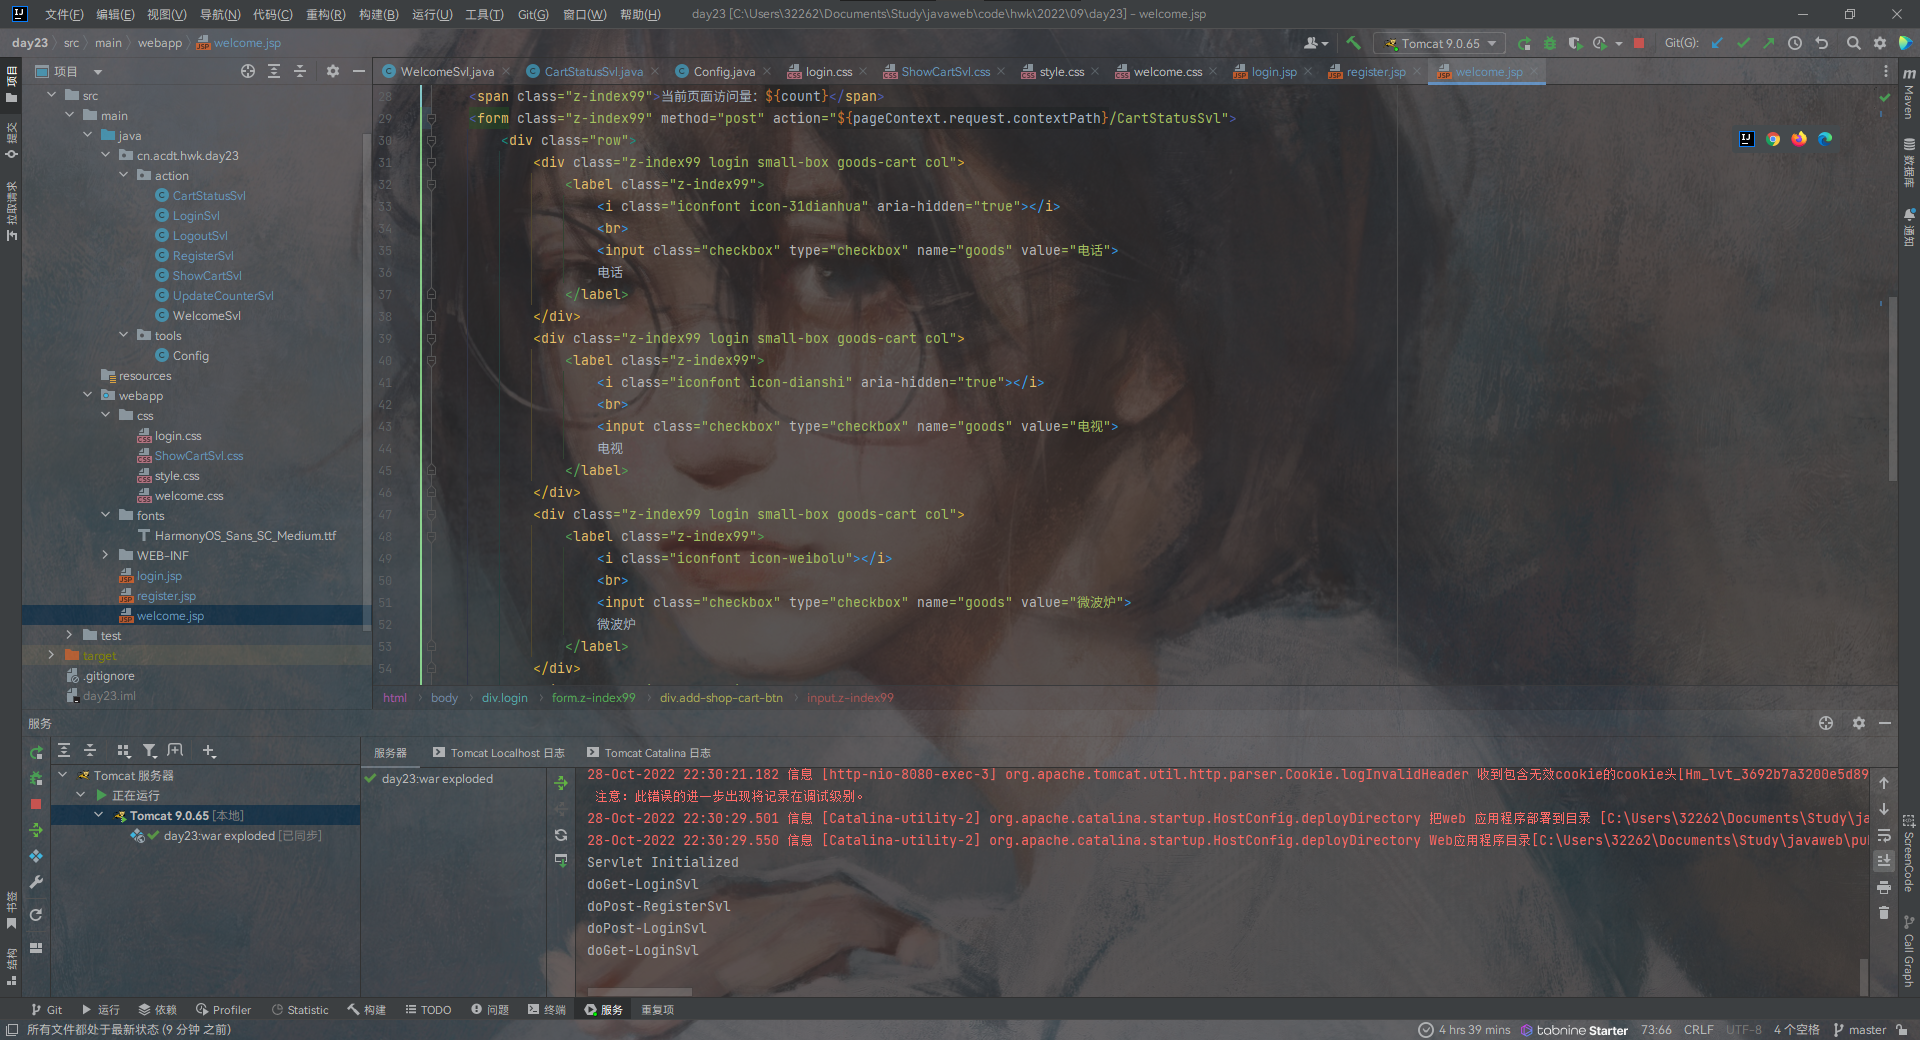 文件(F) 编辑(E) 视图(V) 导航(N) 代码(C) 重构(R) 构建(B) 运行(U) 工具(T) Git(G) 窗口(W) 帮助(H) day23 [C:\Users\32262\Documents\Study\javaweb\code\hwk\2022\09\day23] - welcome.jsp
day23 src main webapp welcome.jsp Tomcat 9.0.65 Git(G):
项目
WelcomeSvl.java CartStatusSvl.java Config.java login.css ShowCartSvl.css style.css welcome.css login.jsp register.jsp welcome.jsp
项目
提交
拉取请求
书签
结构
src
main
java
cn.acdt.hwk.day23
action
CartStatusSvl
LoginSvl
LogoutSvl
RegisterSvl
ShowCartSvl
UpdateCounterSvl
WelcomeSvl
tools
Config
resources
webapp
css
login.css
ShowCartSvl.css
style.css
welcome.css
fonts
HarmonyOS_Sans_SC_Medium.ttf
WEB-INF
login.jsp
register.jsp
welcome.jsp
test
target
.gitignore
day23.iml
28 <span class="z-index99">当前页面访问量: ${count}</span>
29 <form class="z-index99" method="post" action="${pageContext.request.contextPath}/CartStatusSvl">
30 <div class="row">
31 <div class="z-index99 login small-box goods-cart col">
32 <label class="z-index99">
33 <i class="iconfont icon-31dianhua" aria-hidden="true"></i>
34 <br>
35 <input class="checkbox" type="checkbox" name="goods" value="电话">
36 电话
37 </label>
38 </div>
39 <div class="z-index99 login small-box goods-cart col">
40 <label class="z-index99">
41 <i class="iconfont icon-dianshi" aria-hidden="true"></i>
42 <br>
43 <input class="checkbox" type="checkbox" name="goods" value="电视">
44 电视
45 </label>
46 </div>
47 <div class="z-index99 login small-box goods-cart col">
48 <label class="z-index99">
49 <i class="iconfont icon-weibolu"></i>
50 <br>
51 <input class="checkbox" type="checkbox" name="goods" value="微波炉">
52 微波炉
53 </label>
54 </div>
html body div.login form.z-index99 div.add-shop-cart-btn input.z-index99
Maven
数据库
通知
ScreenCode
Call Graph
服务
Tomcat 服务器
正在运行
Tomcat 9.0.65 [本地]
day23:war exploded [已同步]
服务器 Tomcat Localhost 日志 Tomcat Catalina 日志
day23:war exploded
28-Oct-2022 22:30:21.182 信息 [http-nio-8080-exec-3] org.apache.tomcat.util.http.parser.Cookie.logInvalidHeader 收到包含无效cookie的cookie头[Hm_lvt_3692b7a3200e5d89
注意: 此错误的进一步出现将记录在调试级别。
28-Oct-2022 22:30:29.501 信息 [Catalina-utility-2] org.apache.catalina.startup.HostConfig.deployDirectory 把web 应用程序部署到目录 [C:\Users\32262\Documents\Study\ja
28-Oct-2022 22:30:29.550 信息 [Catalina-utility-2] org.apache.catalina.startup.HostConfig.deployDirectory Web应用程序目录[C:\Users\32262\Documents\Study\javaweb\pu
Servlet Initialized
doGet-LoginSvl
doPost-RegisterSvl
doPost-LoginSvl
doGet-LoginSvl
Git 运行 依赖 Profiler Statistic 构建 TODO 问题 终端 服务 重复项
所有文件都处于最新状态 (9 分钟 之前) 4 hrs 39 mins tabnine Starter 73:66 CRLF UTF-8 4 个空格 master